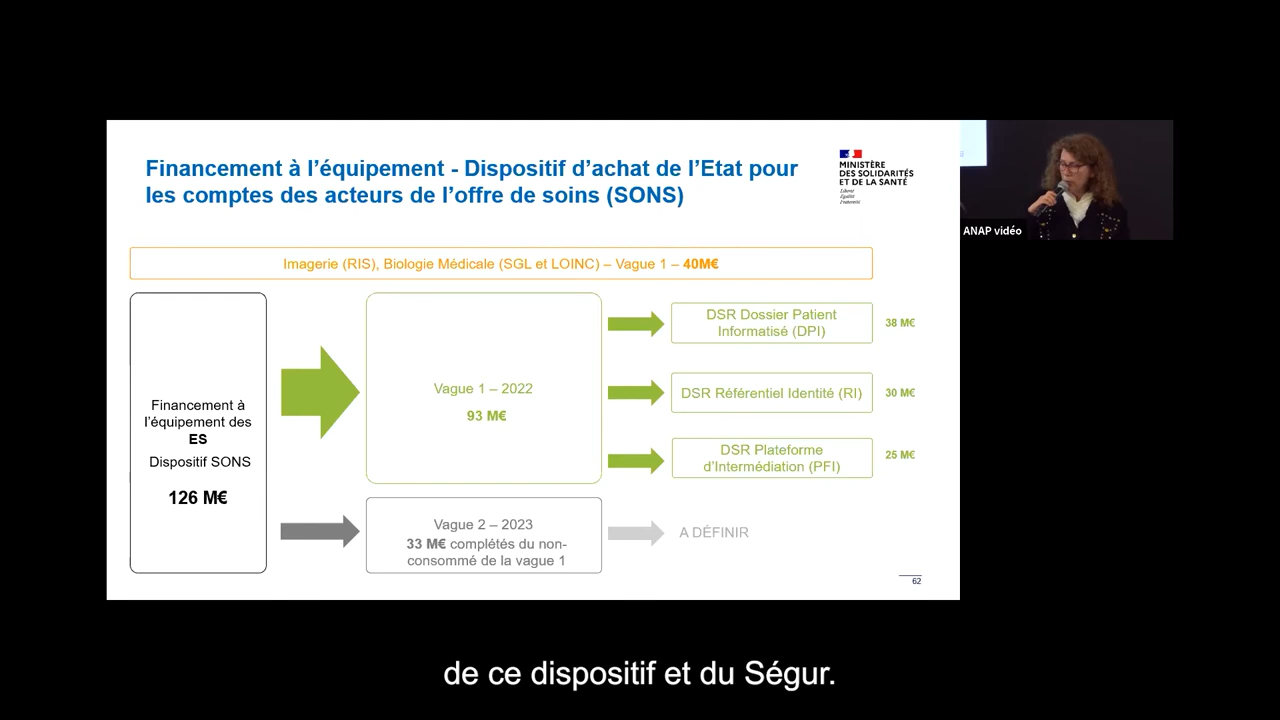 Financement à l'équipement - Dispositif d'achat de l'Etat pour
les comptes des acteurs de l'offre de soins (SONS)
MINISTÈRE
DES SOLIDARITÉS
ET DE LA SANTÉ
Liberté
Égalité
Fraternité
ANAP vidéo
Imagerie (RIS), Biologie Médicale (SGL et LOINC) – Vague 1 – 40M€
Financement à
l'équipement des
ES
Dispositif SONS
126 M€
Vague 1 – 2022
93 M€
DSR Dossier Patient
Informatisé (DPI)
38 M€
DSR Référentiel Identité (RI)
30 M€
DSR Plateforme
d'Intermédiation (PFI)
25 M€
Vague 2 – 2023
33 M€ complétés du non-
consommé de la vague 1
A DÉFINIR
62
de ce dispositif et du Ségur.